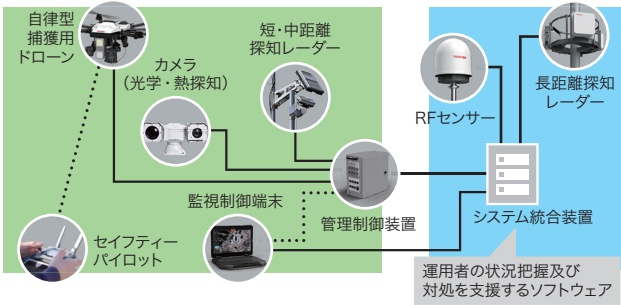 自律型
捕獲用
ドローン
カメラ
（光学・熱探知）
短・中距離
探知レーダー
RFセンサー
長距離探知
レーダー
監視制御端末
管理制御装置
システム統合装置
セイフティー
パイロット
運用者の状況把握及び
対処を支援するソフトウェア